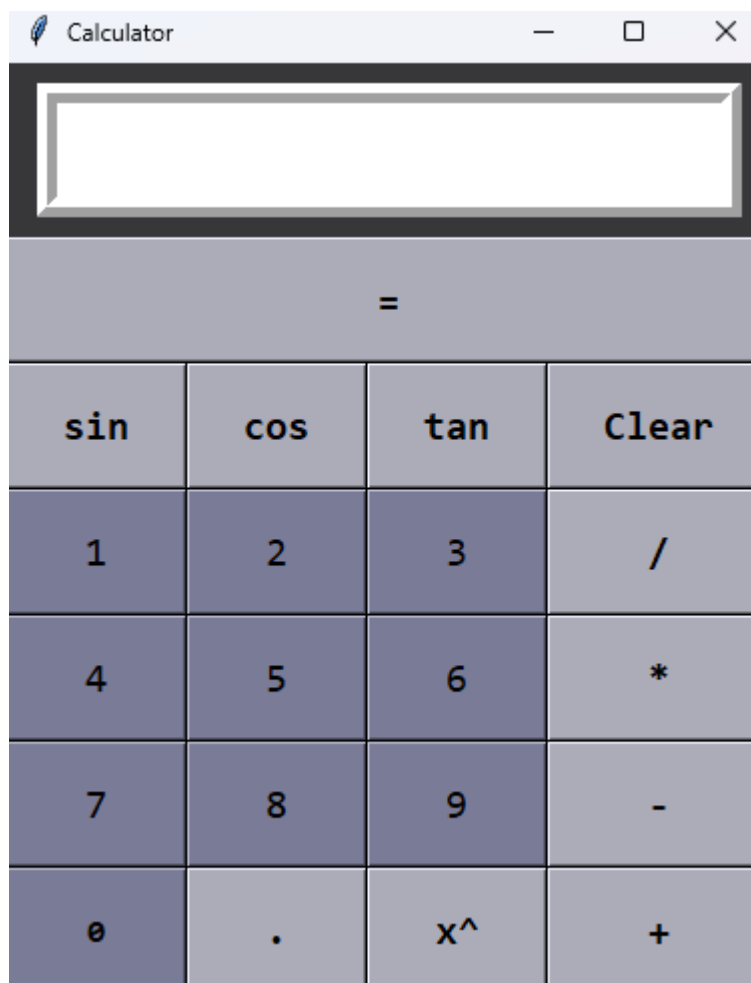 Calculator
=
sin cos tan Clear
1 2 3 /
4 5 6 *
7 8 9 -
0 . x^ +